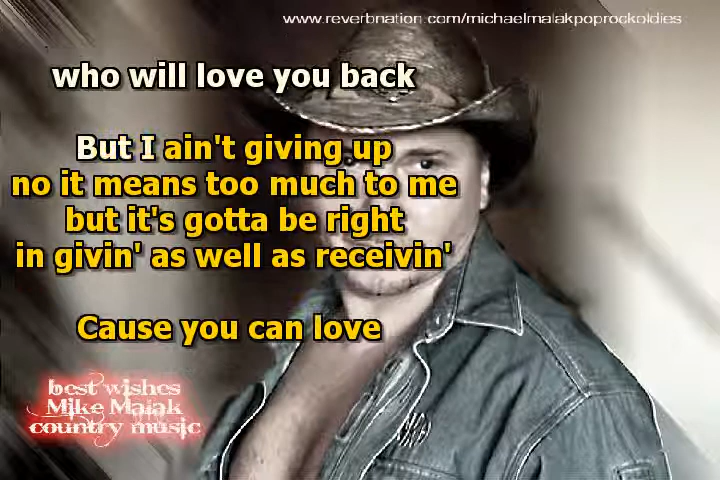 www.reverbnation.com/michaelmalakpoprockoldies
who will love you back
But I ain't giving up
no it means too much to me
but it's gotta be right
in givin' as well as receivin'
Cause you can love
best wishes
Mike Malak
country music